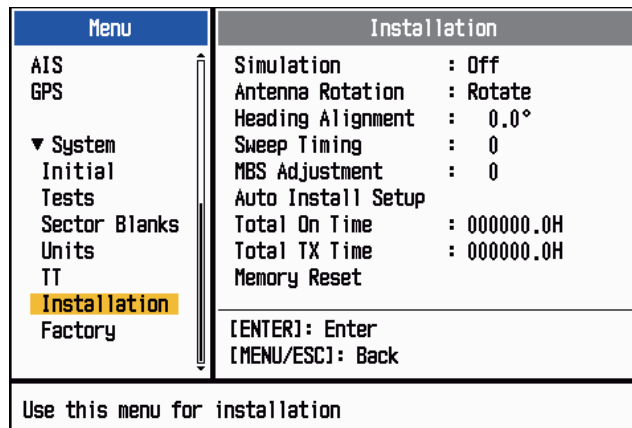 Menu
AIS
GPS
▼ System
Initial
Tests
Sector Blanks
Units
TT
Installation
Factory
Installation
Simulation : Off
Antenna Rotation : Rotate
Heading Alignment : 0.0°
Sweep Timing : 0
MBS Adjustment : 0
Auto Install Setup
Total On Time : 000000.0H
Total TX Time : 000000.0H
Memory Reset
[ENTER]: Enter
[MENU/ESC]: Back
Use this menu for installation